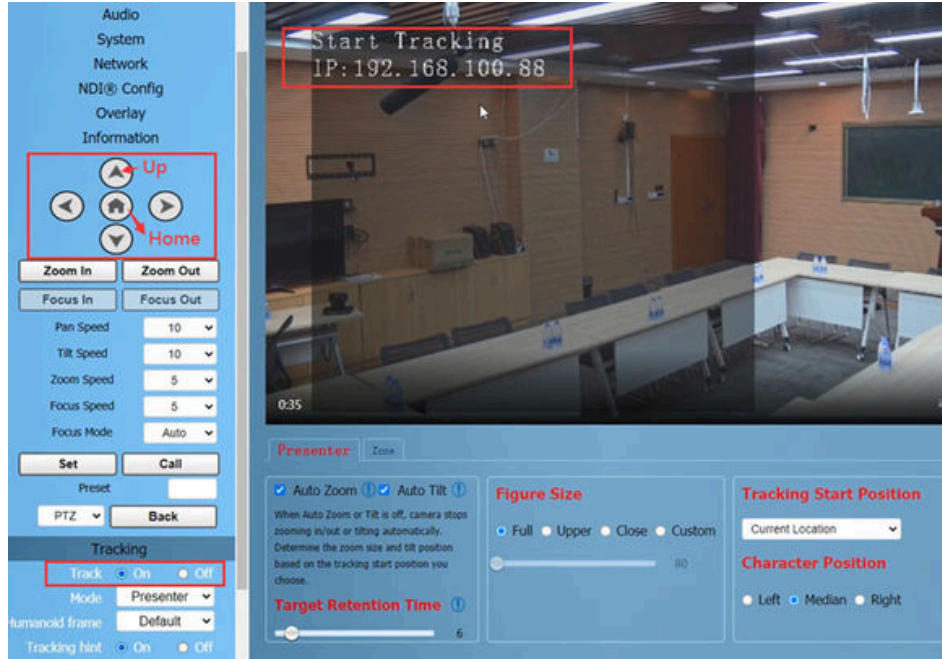 Audio
System
Network
NDI® Config
Overlay
Information
Up
Home
Zoom In Zoom Out
Focus In Focus Out
Pan Speed 10
Tilt Speed 10
Zoom Speed 5
Focus Speed 5
Focus Mode Auto
Set Call
Preset
PTZ Back
Tracking
Track On Off
Mode Presenter
Humanoid frame Default
Tracking hint On Off
Start Tracking
IP:192.168.100.88
0:35
Presenter Zone
Auto Zoom Auto Tilt
When Auto Zoom or Tilt is off, camera stops
zooming in/out or tilting automatically.
Determine the zoom size and tilt position
based on the tracking start position you
choose.
Target Retention Time
6
Figure Size
Full Upper Close Custom
80
Tracking Start Position
Current Location
Character Position
Left Median Right